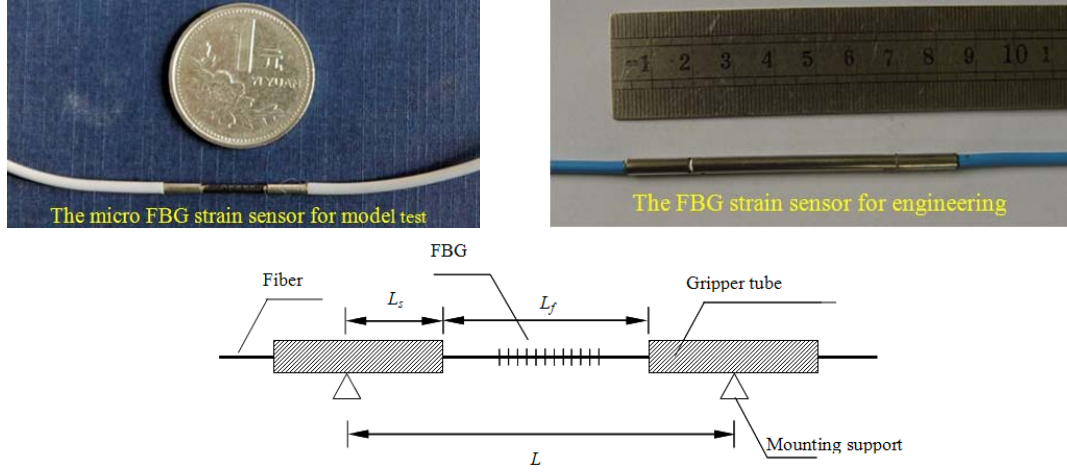 1
元
YI YUAN
1 2 3 4 5 6 7 8 9 10 1
The micro FBG strain sensor for model test
The FBG strain sensor for engineering
FBG
Fiber
Gripper tube
Ls
Lf
Mounting support
L